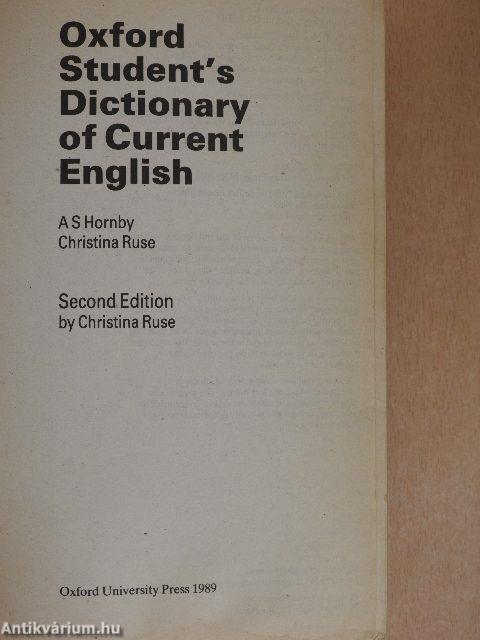 Oxford
Student's
Dictionary
of Current
English
A S Hornby
Christina Ruse
Second Edition
by Christina Ruse
Oxford University Press 1989
Antikvárium.hu